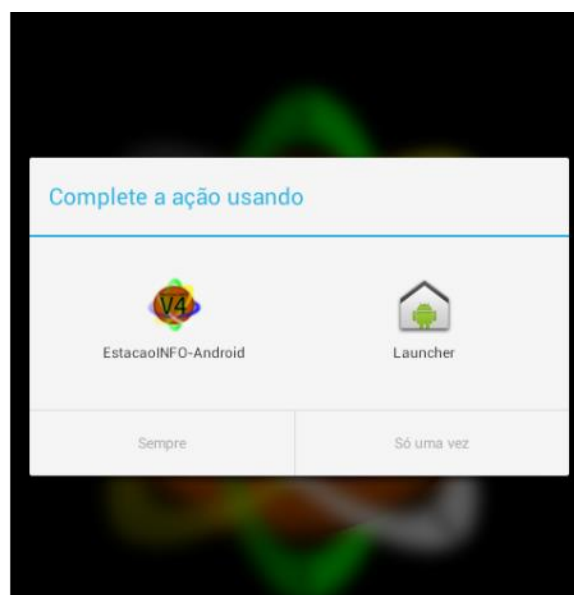 Complete a ação usando
V4
EstacaoINFO-Android
Launcher
Sempre
Só uma vez